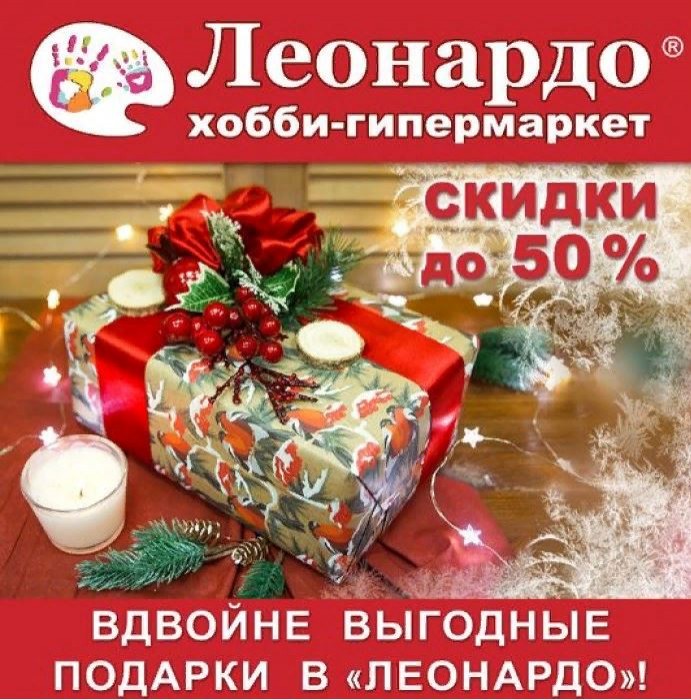 Леонардо®
хобби-гипермаркет
СКИДКИ
до 50%
ВДВОЙНЕ ВЫГОДНЫЕ
ПОДАРКИ В «ЛЕОНАРДО»!